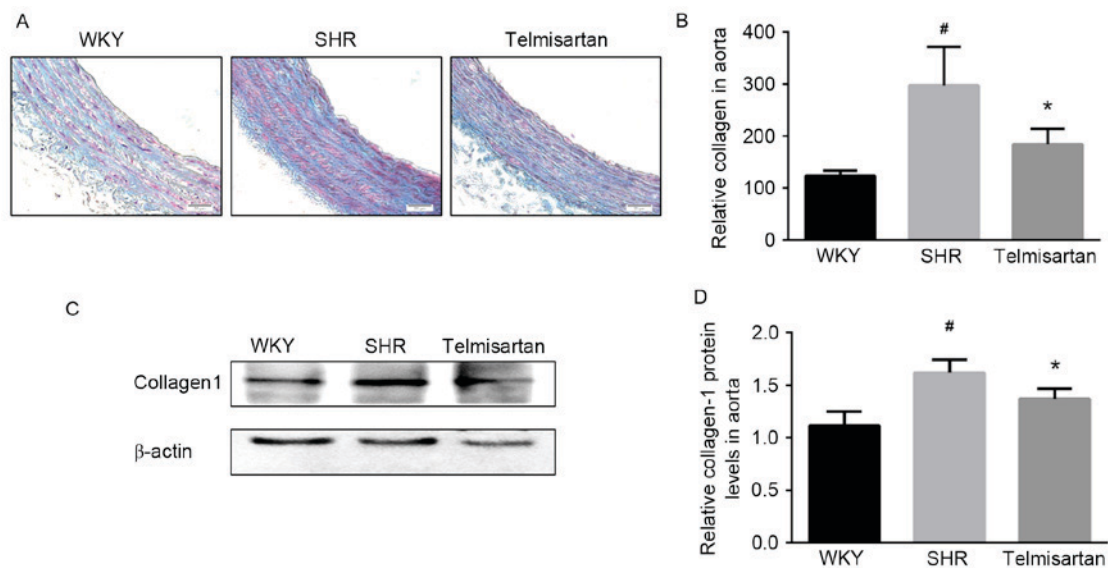 A
WKY
SHR
Telmisartan
B
Relative collagen in aorta
400
300
200
100
0
#
*
WKY
SHR
Telmisartan
C
WKY
SHR
Telmisartan
Collagen1
β-actin
D
Relative collagen-1 protein
levels in aorta
2.0
1.5
1.0
0.5
0.0
#
*
WKY
SHR
Telmisartan